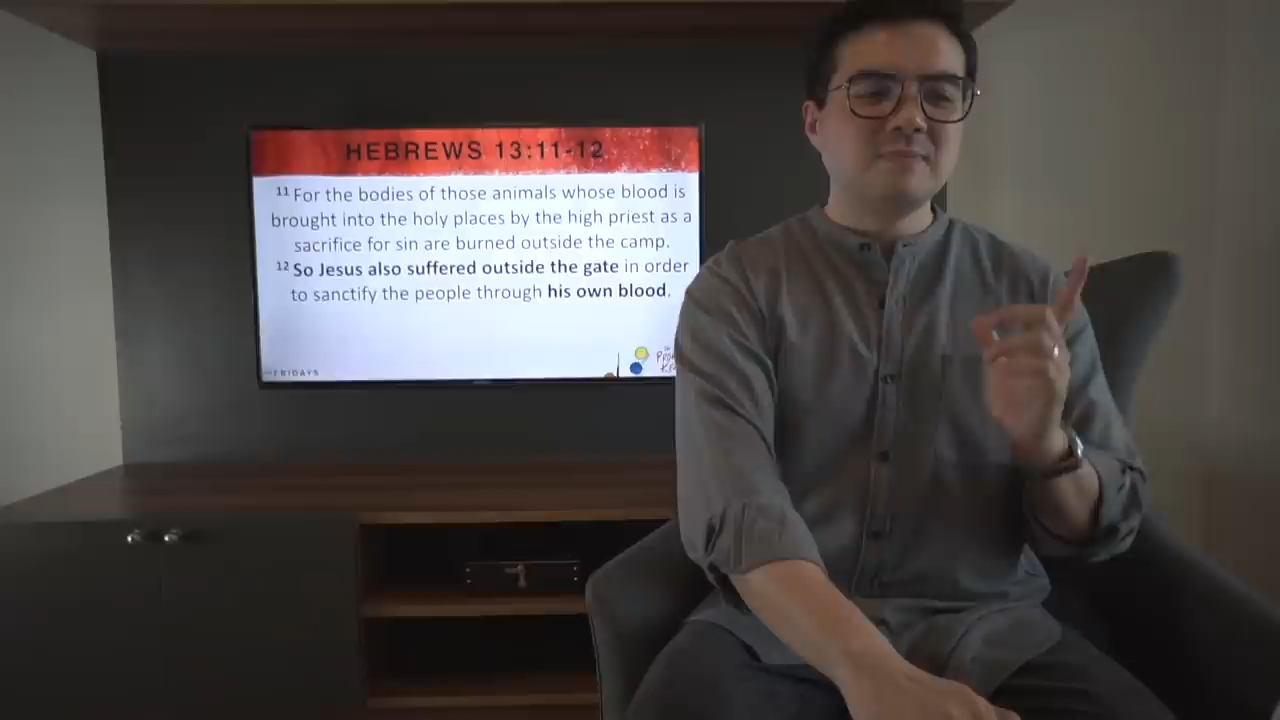 HEBREWS 13:11-12
11 For the bodies of those animals whose blood is
brought into the holy places by the high priest as a
sacrifice for sin are burned outside the camp.
12 So Jesus also suffered outside the gate in order
to sanctify the people through his own blood.
FRIDAYS